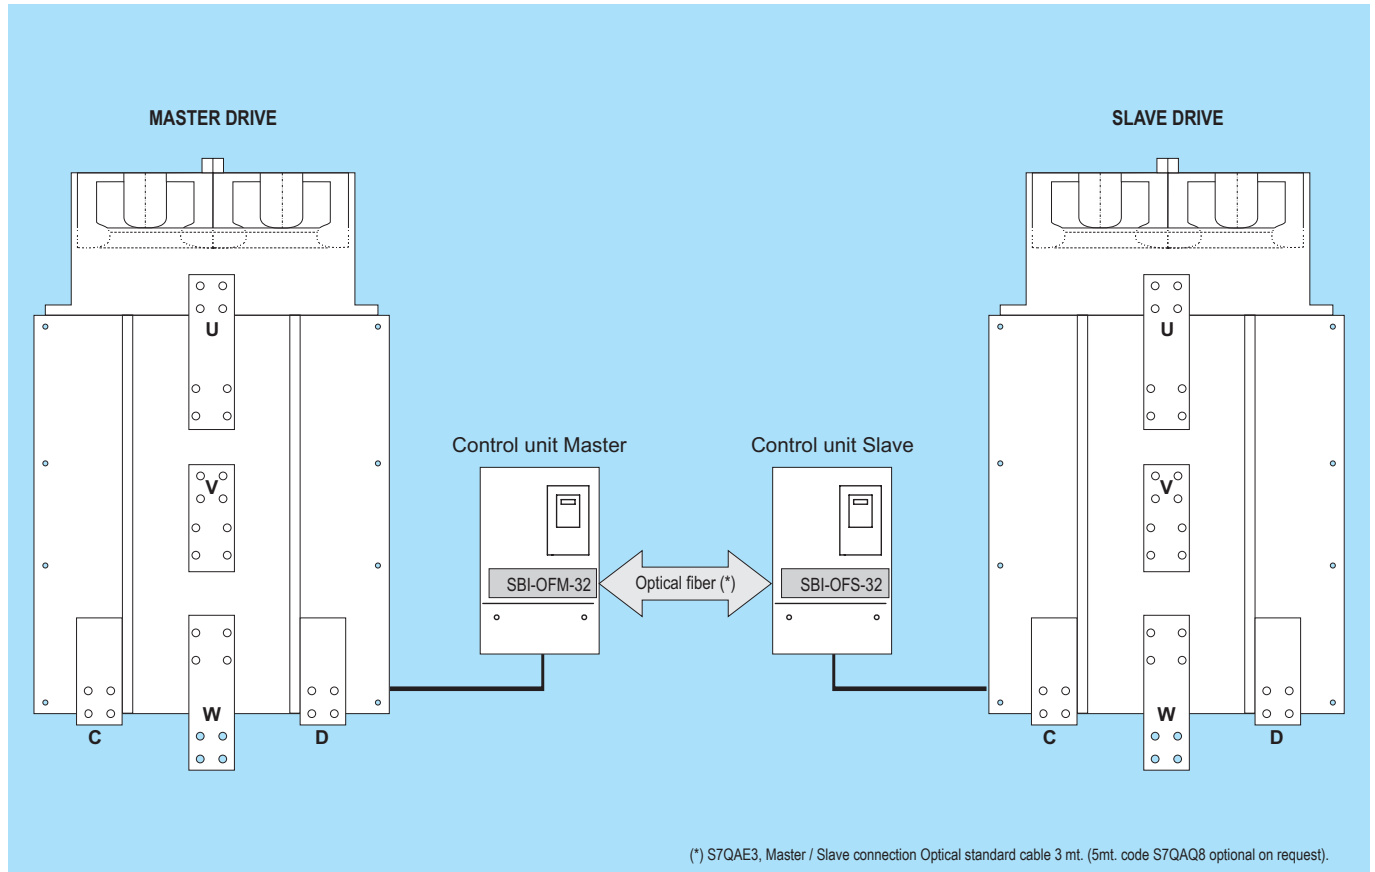 MASTER DRIVE
SLAVE DRIVE
U
U
Control unit Master
Control unit Slave
V
V
SBI-OFM-32
Optical fiber (*)
SBI-OFS-32
W
W
C
D
C
D
(*) S7QAE3, Master / Slave connection Optical standard cable 3 mt. (5mt. code S7QAQ8 optional on request).